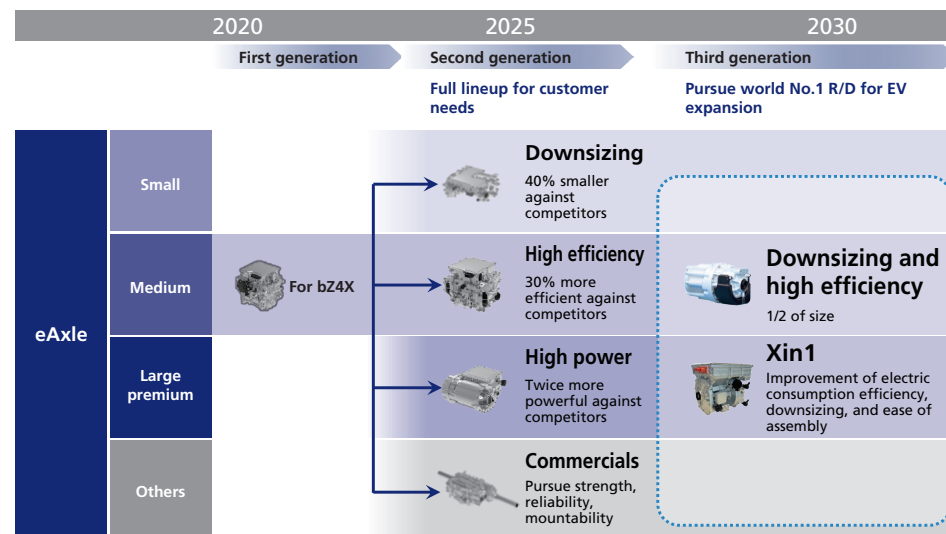 2020
2025
2030
First generation
Second generation
Third generation
Full lineup for customer
needs
Pursue world No.1 R/D for EV
expansion
eAxle
Small
Downsizing
40% smaller
against
competitors
Medium
For bZ4X
High efficiency
30% more
efficient against
competitors
Downsizing and
high efficiency
1/2 of size
Large
premium
High power
Twice more
powerful against
competitors
Xin1
Improvement of electric
consumption efficiency,
downsizing, and ease of
assembly
Others
Commercials
Pursue strength,
reliability,
mountability